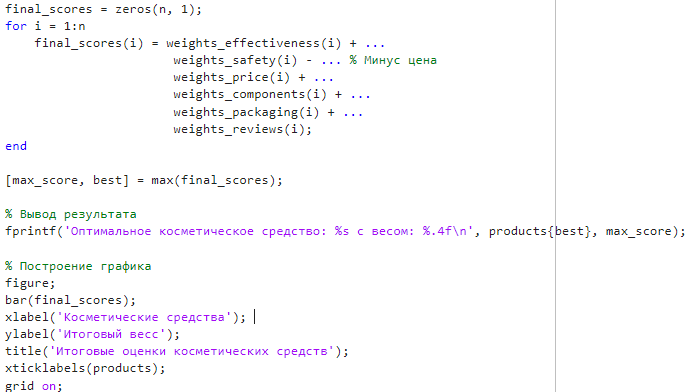 final_scores = zeros(n, 1);
for i = 1:n
    final_scores(i) = weights_effectiveness(i) + ...
                      weights_safety(i) - ... % Минус цена
                      weights_price(i) + ...
                      weights_components(i) + ...
                      weights_packaging(i) + ...
                      weights_reviews(i);
end
[max_score, best] = max(final_scores);
% Вывод результата
fprintf('Оптимальное косметическое средство: %s с весом: %.4f\n', products{best}, max_score);
% Построение графика
figure;
bar(final_scores);
xlabel('Косметические средства');
ylabel('Итоговый весс');
title('Итоговые оценки косметических средств');
xticklabels(products);
grid on;